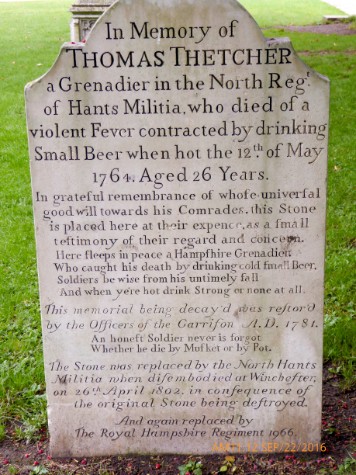 In Memory of
THOMAS THETCHER
a Grenadier in the North Regt.
of Hants Militia, who died of a
violent Fever contracted by drinking
Small Beer when hot the 12th. of May
1764. Aged 26 Years.
In grateful remembrance of whoſe univerſal
good will towards his Comrades, this Stone
is placed here at their expence, as a ſmall
teſtimony of their regard and concern.
Here ſleeps in peace a Hampſhire Grenadier,
Who caught his death by drinking cold ſmall Beer,
Soldiers be wise from his untimely fall
And when ye're hot drink Strong or none at all.
This memorial being decay'd was reſtor'd
by the Officers of the Garriſon A.D. 1781.
An honeſt Soldier never is forgot
Whether he die by Muſket or by Pot.
The Stone was replaced by the North Hants
Militia when diſembodied at Wincheſter,
on 26th April 1802, in conſequence of
the original Stone being deſtroyed.
And again replaced by
The Royal Hampshire Regiment 1966.
SEP 22, 2016